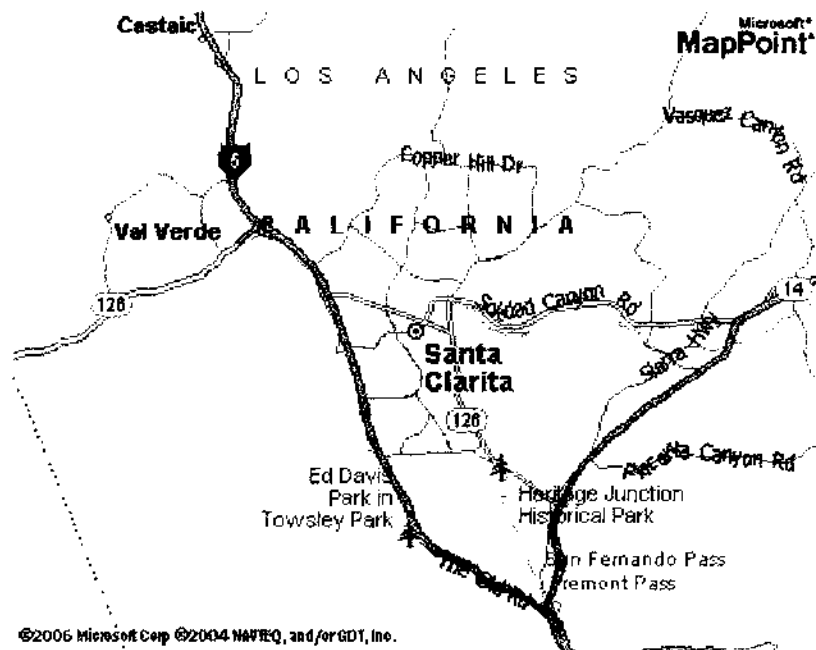 Castaic
Microsoft®
MapPoint®
LOS ANGELES
Vasquez Canyon Rd
5
Copper Hill Dr
Val Verde
CALIFORNIA
126
14
Soledad Canyon Rd
Santa
Clarita
Sierra Hwy
126
Placerita Canyon Rd
Ed Davis
Park in
Towsley Park
Heritage Junction
Historical Park
San Fernando Pass
Fremont Pass
The Old Rd
©2006 Microsoft Corp ©2004 NAVTEQ, and/or GDT, Inc.